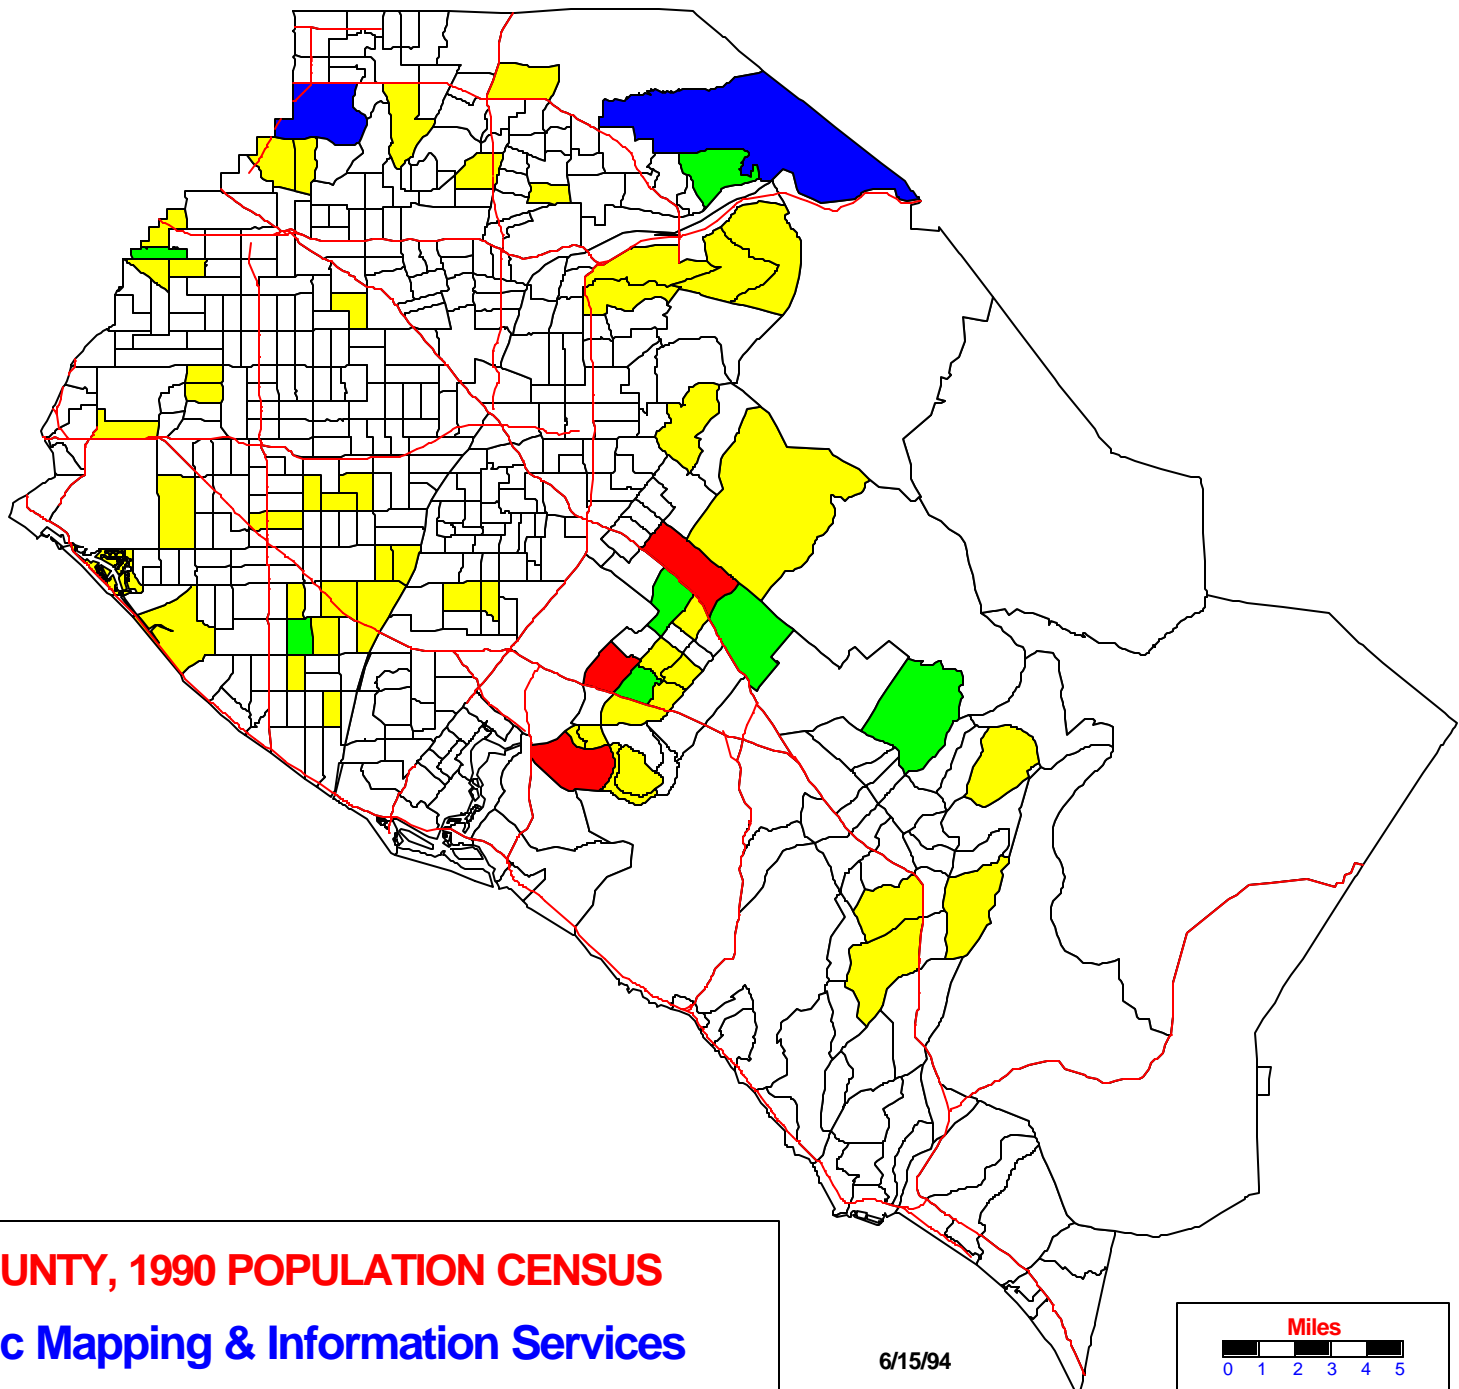 UNTY, 1990 POPULATION CENSUS
c Mapping & Information Services
6/15/94
Miles
0 1 2 3 4 5